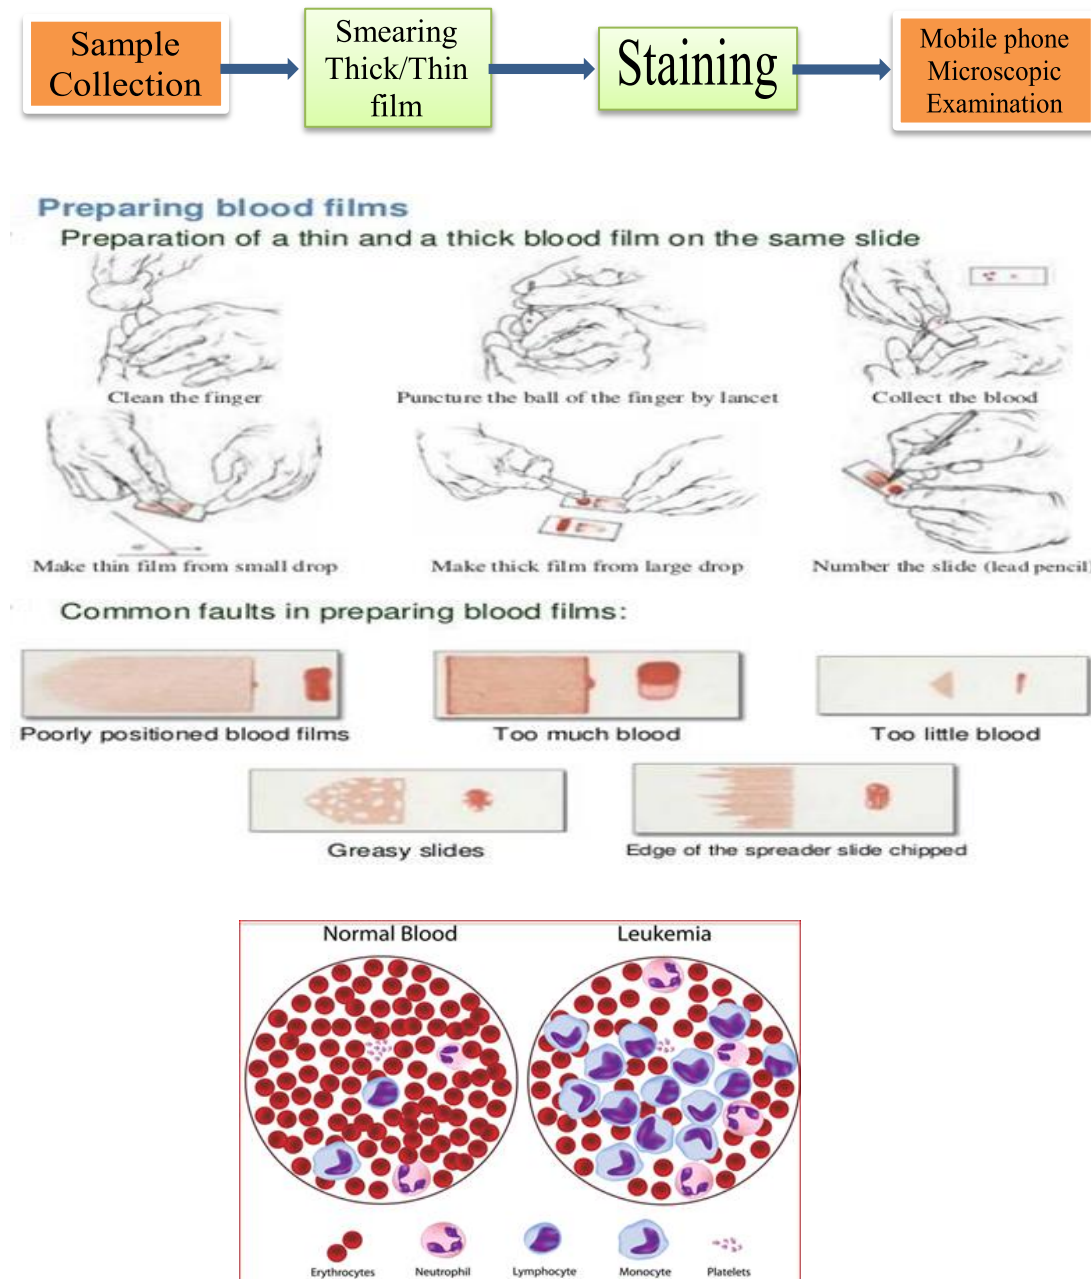 Sample
Collection
Smearing
Thick/Thin
film
Staining
Mobile phone
Microscopic
Examination
Preparing blood films
Preparation of a thin and a thick blood film on the same slide
Clean the finger
Puncture the ball of the finger by lancet
Collect the blood
Make thin film from small drop
Make thick film from large drop
Number the slide (lead pencil)
Common faults in preparing blood films:
Poorly positioned blood films
Too much blood
Too little blood
Greasy slides
Edge of the spreader slide chipped
Normal Blood
Leukemia
Erythrocytes
Neutrophil
Lymphocyte
Monocyte
Platelets